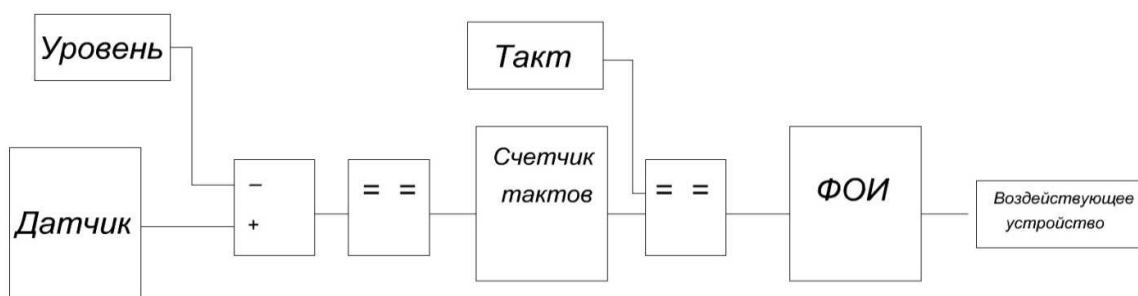 Уровень
Такт
Датчик
–
+
= =
Счетчик
тактов
= =
ФОИ
Воздействующее
устройство